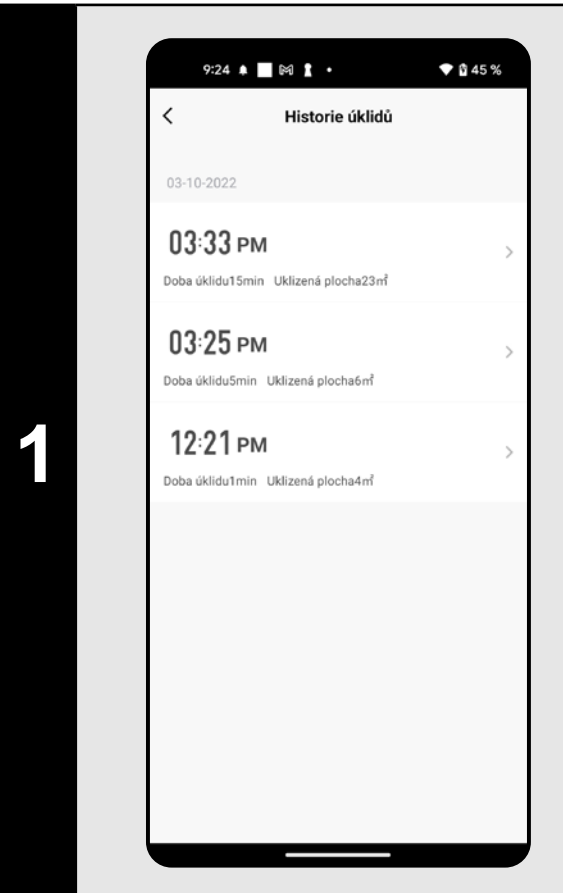 1
9:24
45 %
Historie úklidů
03-10-2022
03:33 PM
Doba úklidu15min Uklizená plocha23㎡
03:25 PM
Doba úklidu5min Uklizená plocha6㎡
12:21 PM
Doba úklidu1min Uklizená plocha4㎡